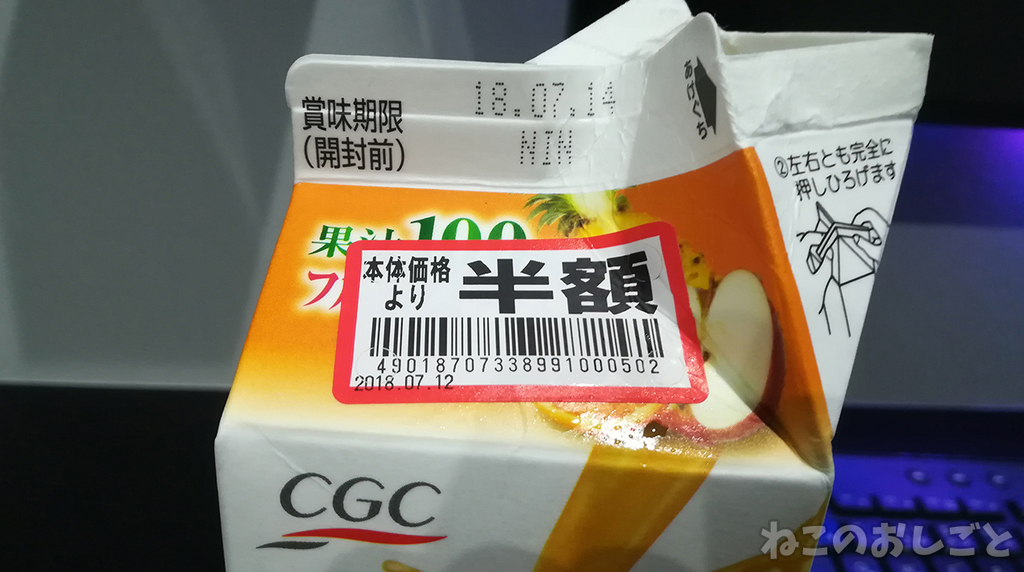 18.07.14
賞味期限
(開封前)
NIN
あけぐち
②左右とも完全に
押しひろげます
果汁100
本体価格
より
半額
49018707338991000502
2018.07.12
CGC
ねこのおしごと